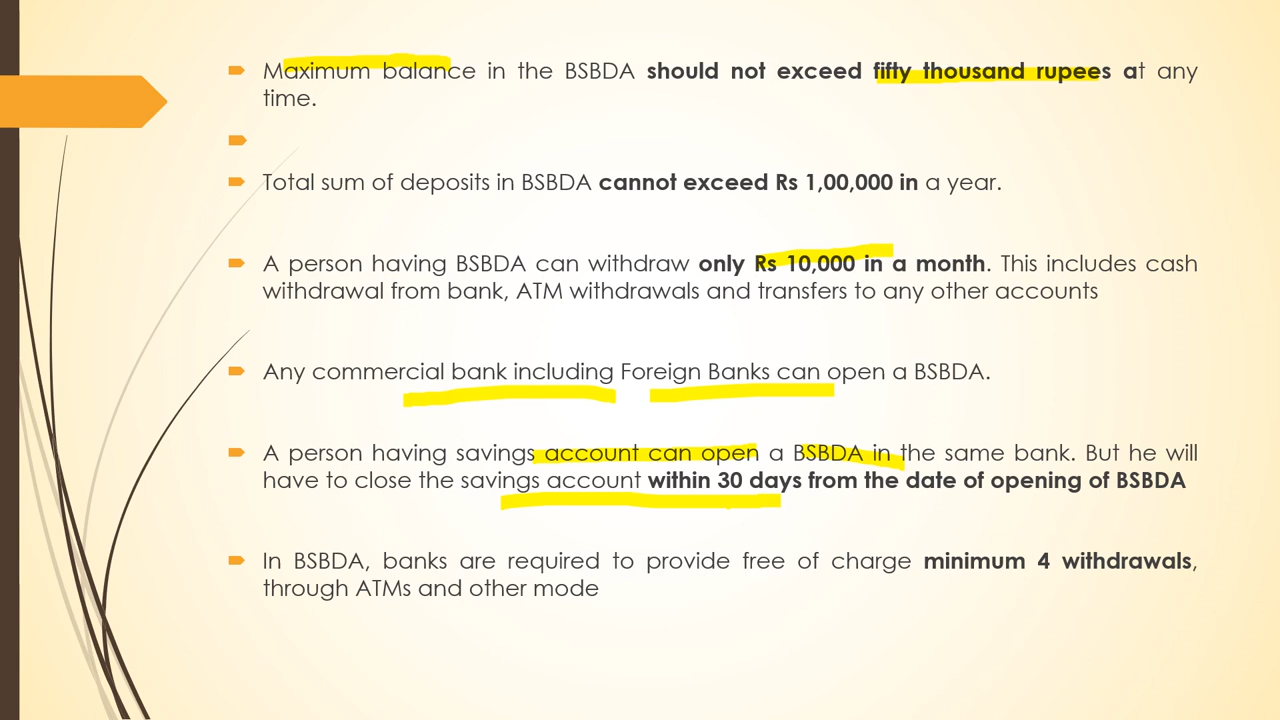 Maximum balance in the BSBDA should not exceed fifty thousand rupees at any
time.
Total sum of deposits in BSBDA cannot exceed Rs 1,00,000 in a year.
A person having BSBDA can withdraw only Rs 10,000 in a month. This includes cash
withdrawal from bank, ATM withdrawals and transfers to any other accounts
Any commercial bank including Foreign Banks can open a BSBDA.
A person having savings account can open a BSBDA in the same bank. But he will
have to close the savings account within 30 days from the date of opening of BSBDA
In BSBDA, banks are required to provide free of charge minimum 4 withdrawals,
through ATMs and other mode